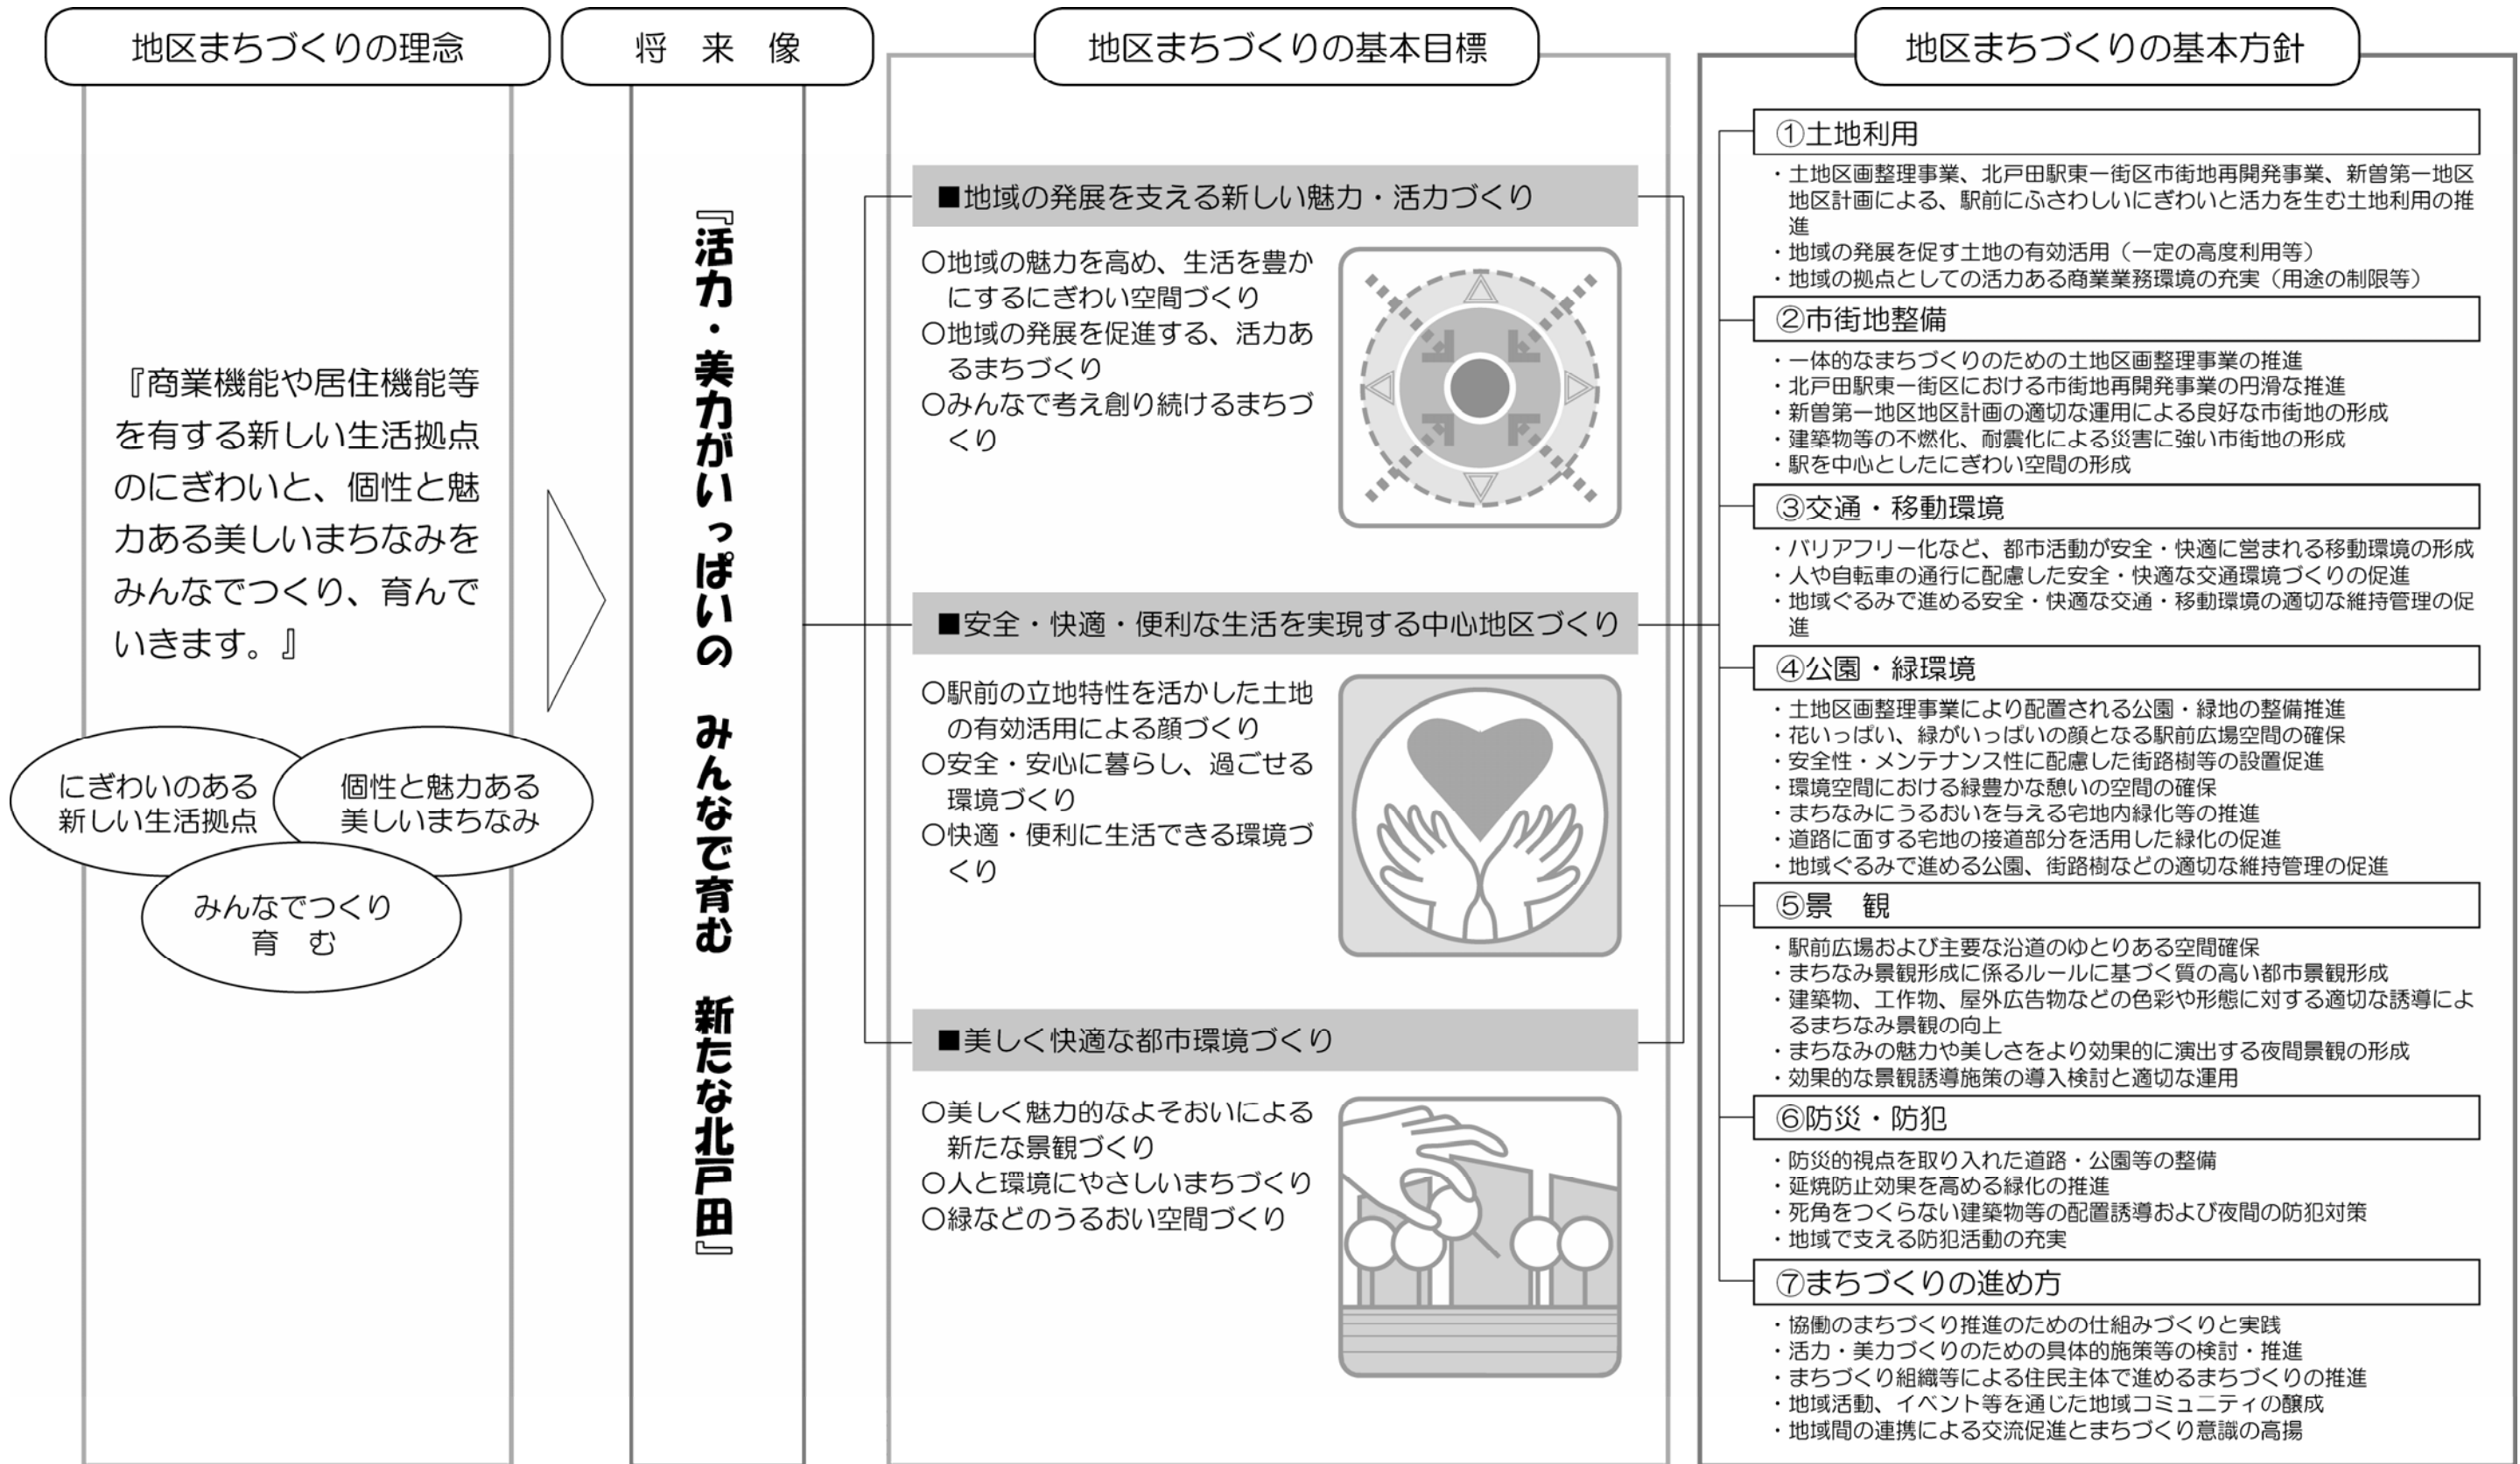 地区まちづくりの理念
『商業機能や居住機能等
を有する新しい生活拠点
のにぎわいと、個性と魅
力ある美しいまちなみを
みんなでつくり、育んで
いきます。』
にぎわいのある
新しい生活拠点
個性と魅力ある
美しいまちなみ
みんなでつくり
育　む
将　来　像
『活力・美力がいっぱいの　みんなで育む　新たな北戸田』
地区まちづくりの基本目標
■地域の発展を支える新しい魅力・活力づくり
○地域の魅力を高め、生活を豊か
にするにぎわい空間づくり
○地域の発展を促進する、活力あ
るまちづくり
○みんなで考え創り続けるまちづ
くり
■安全・快適・便利な生活を実現する中心地区づくり
○駅前の立地特性を活かした土地
の有効活用による顔づくり
○安全・安心に暮らし、過ごせる
環境づくり
○快適・便利に生活できる環境づ
くり
■美しく快適な都市環境づくり
○美しく魅力的なよそおいによる
新たな景観づくり
○人と環境にやさしいまちづくり
○緑などのうるおい空間づくり
地区まちづくりの基本方針
①土地利用
・土地区画整理事業、北戸田駅東一街区市街地再開発事業、新曽第一地区
地区計画による、駅前にふさわしいにぎわいと活力を生む土地利用の推
進
・地域の発展を促す土地の有効活用（一定の高度利用等）
・地域の拠点としての活力ある商業業務環境の充実（用途の制限等）
②市街地整備
・一体的なまちづくりのための土地区画整理事業の推進
・北戸田駅東一街区における市街地再開発事業の円滑な推進
・新曽第一地区地区計画の適切な運用による良好な市街地の形成
・建築物等の不燃化、耐震化による災害に強い市街地の形成
・駅を中心としたにぎわい空間の形成
③交通・移動環境
・バリアフリー化など、都市活動が安全・快適に営まれる移動環境の形成
・人や自転車の通行に配慮した安全・快適な交通環境づくりの促進
・地域ぐるみで進める安全・快適な交通・移動環境の適切な維持管理の促
進
④公園・緑環境
・土地区画整理事業により配置される公園・緑地の整備推進
・花いっぱい、緑がいっぱいの顔となる駅前広場空間の確保
・安全性・メンテナンス性に配慮した街路樹等の設置促進
・環境空間における緑豊かな憩いの空間の確保
・まちなみにうるおいを与える宅地内緑化等の推進
・道路に面する宅地の接道部分を活用した緑化の促進
・地域ぐるみで進める公園、街路樹などの適切な維持管理の促進
⑤景　観
・駅前広場および主要な沿道のゆとりある空間確保
・まちなみ景観形成に係るルールに基づく質の高い都市景観形成
・建築物、工作物、屋外広告物などの色彩や形態に対する適切な誘導によ
るまちなみ景観の向上
・まちなみの魅力や美しさをより効果的に演出する夜間景観の形成
・効果的な景観誘導施策の導入検討と適切な運用
⑥防災・防犯
・防災的視点を取り入れた道路・公園等の整備
・延焼防止効果を高める緑化の推進
・死角をつくらない建築物等の配置誘導および夜間の防犯対策
・地域で支える防犯活動の充実
⑦まちづくりの進め方
・協働のまちづくり推進のための仕組みづくりと実践
・活力・美力づくりのための具体的施策等の検討・推進
・まちづくり組織等による住民主体で進めるまちづくりの推進
・地域活動、イベント等を通じた地域コミュニティの醸成
・地域間の連携による交流促進とまちづくり意識の高揚